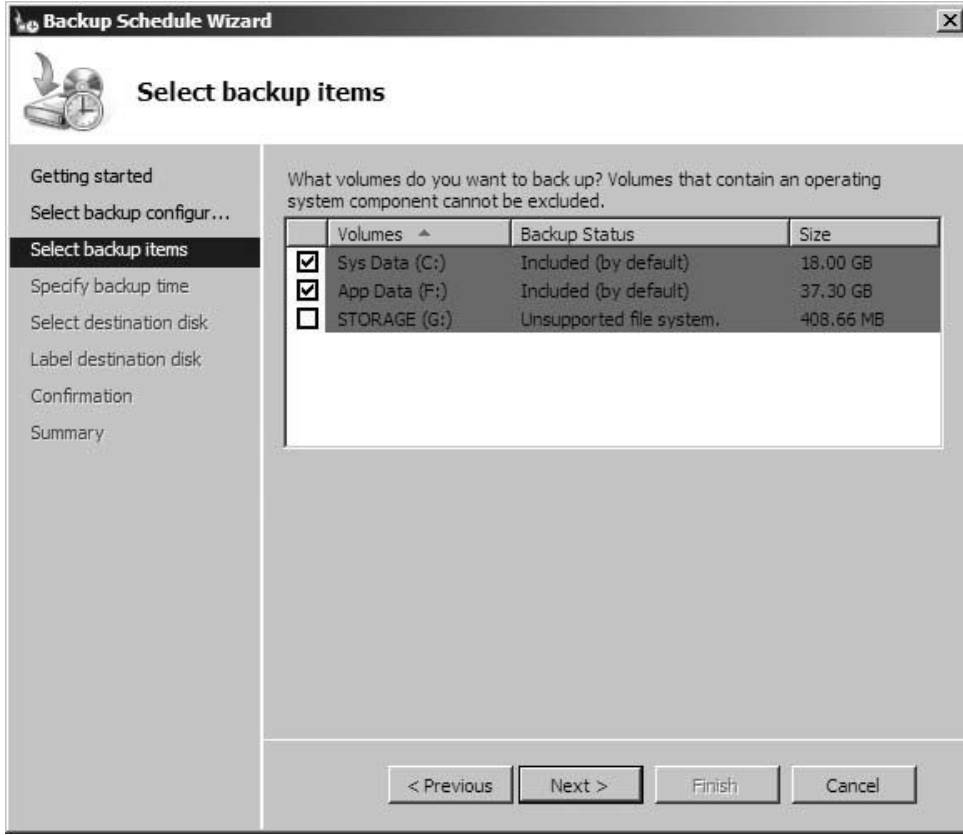 Backup Schedule Wizard
Select backup items
Getting started
Select backup configur...
Select backup items
Specify backup time
Select destination disk
Label destination disk
Confirmation
Summary
What volumes do you want to back up? Volumes that contain an operating
system component cannot be excluded.
Volumes Backup Status Size
Sys Data (C:) Included (by default) 18.00 GB
App Data (F:) Included (by default) 37.30 GB
STORAGE (G:) Unsupported file system. 408.66 MB
< Previous Next > Finish Cancel